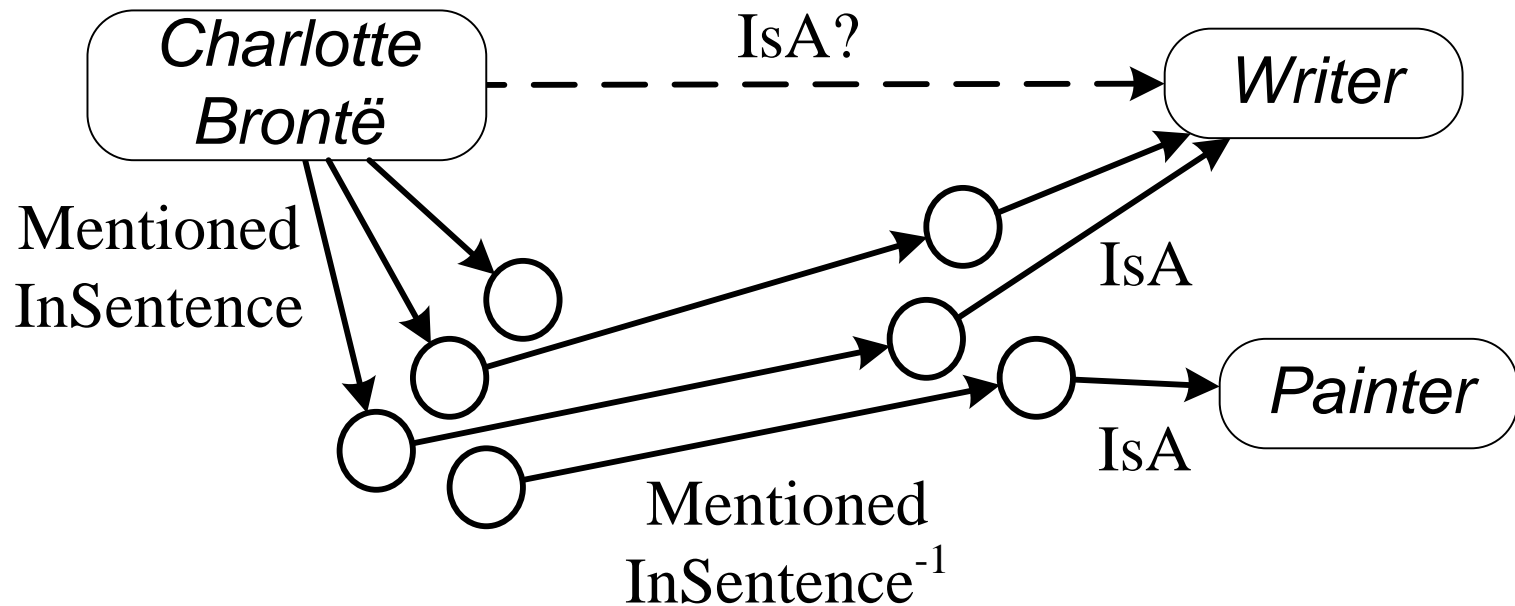 Charlotte
Brontë
IsA?
Writer
Mentioned
InSentence
IsA
Painter
IsA
Mentioned
InSentence⁻¹